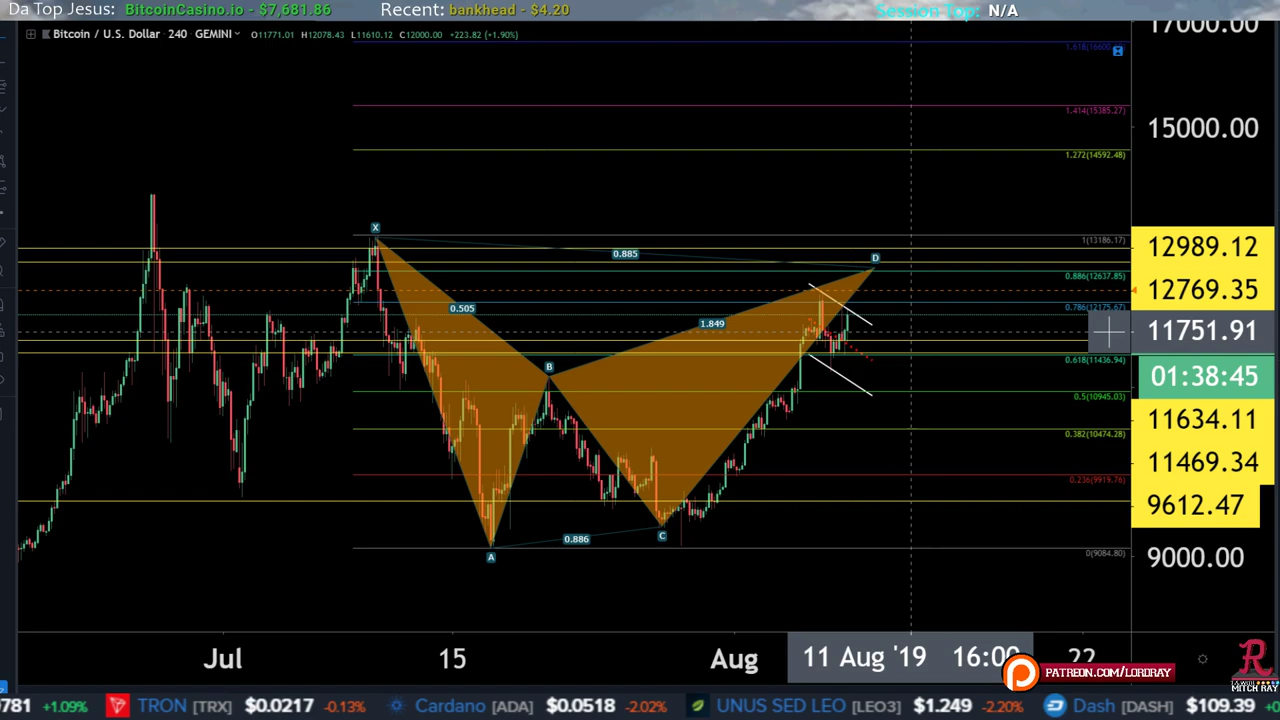 Da Top Jesus: BitcoinCasino.io - $7,681.86
Recent: bankhead - $4.20
Session Top: N/A
Bitcoin / U.S. Dollar · 240 · GEMINI
O11771.01 H12078.43 L11610.12 C12000.00 +223.82 (+1.90%)
17000.00
1.414(15385.27)
15000.00
1.272(14592.48)
X
1(13186.17)
12989.12
0.885
D
0.886(12637.85)
12769.35
0.505
0.786(12175.67)
1.849
11751.91
0.618(11436.94)
B
01:38:45
0.5(10945.03)
11634.11
0.382(10474.28)
11469.34
0.236(9919.76)
9612.47
C
0.886
A
0(9084.80)
9000.00
Jul
15
Aug
11 Aug '19 16:00
22
PATREON.COM/LORDRAY
R
MITCH RAY
0781 +1.09%
TRON [TRX] $0.0217 -0.13%
Cardano [ADA] $0.0518 -2.02%
UNUS SED LEO [LEO3] $1.249 -2.20%
Dash [DASH] $109.39